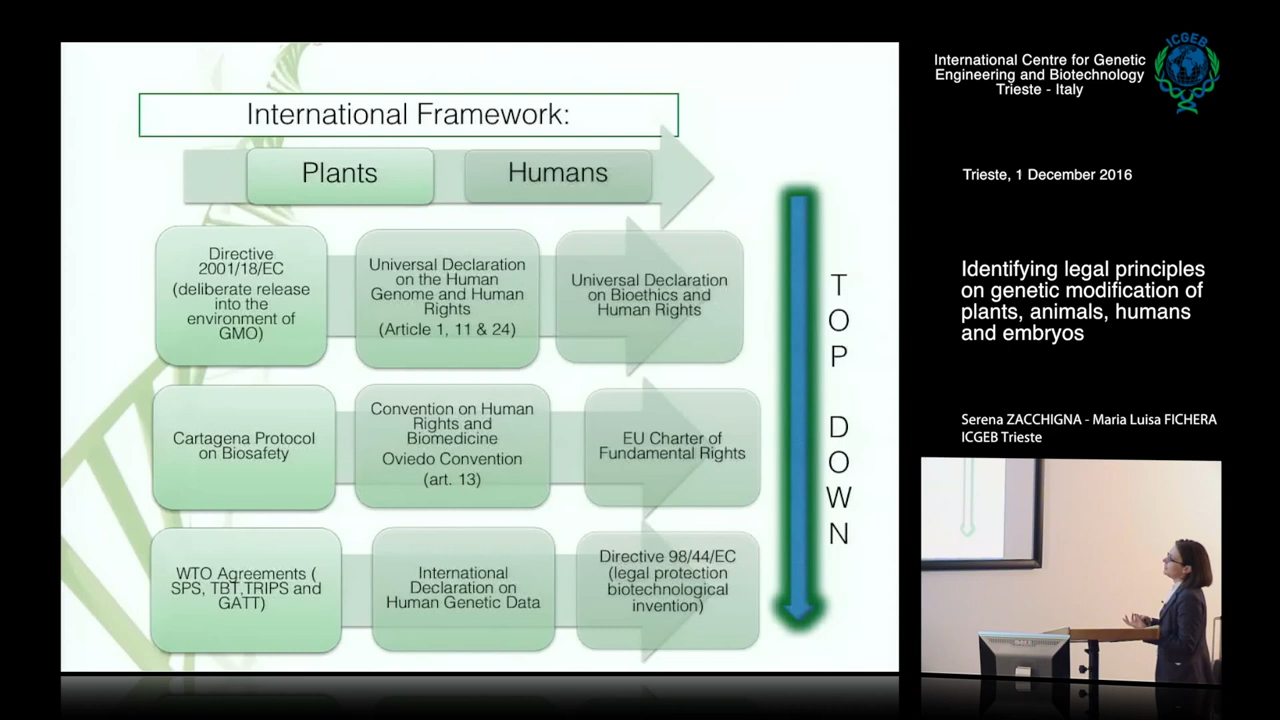 International Framework:
Plants
Humans
Directive
2001/18/EC
(deliberate release
into the
environment of
GMO)
Universal Declaration
on the Human
Genome and Human
Rights
(Article 1, 11 & 24)
Universal Declaration
on Bioethics and
Human Rights
Cartagena Protocol
on Biosafety
Convention on Human
Rights and
Biomedicine
Oviedo Convention
(art. 13)
EU Charter of
Fundamental Rights
WTO Agreements (
SPS, TBT,TRIPS and
GATT)
International
Declaration on
Human Genetic Data
Directive 98/44/EC
(legal protection
biotechnological
invention)
TOP DOWN
International Centre for Genetic
Engineering and Biotechnology
Trieste - Italy
ICGEB
Trieste, 1 December 2016
Identifying legal principles
on genetic modification of
plants, animals, humans
and embryos
Serena ZACCHIGNA - Maria Luisa FICHERA
ICGEB Trieste
ICGEB